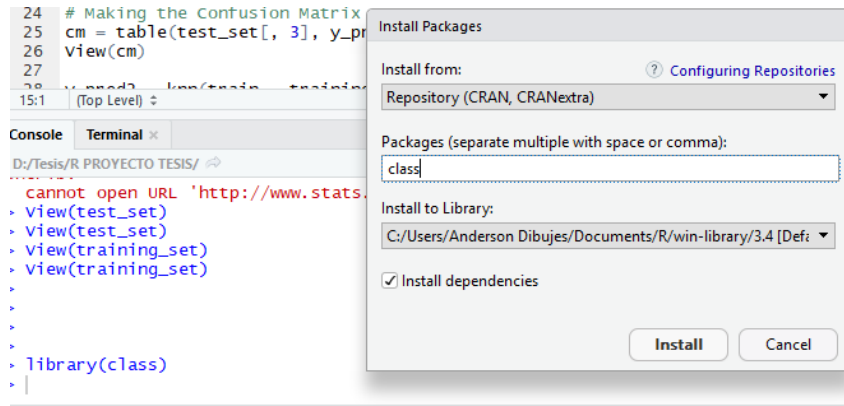 24 # Making the Confusion Matrix
25 cm = table(test_set[, 3], y_pr
26 View(cm)
27
15:1 (Top Level)
Console Terminal
D:/Tesis/R PROYECTO TESIS/
cannot open URL 'http://www.stats.
> View(test_set)
> View(test_set)
> View(training_set)
> View(training_set)
>
>
>
>
> library(class)
>
Install Packages
Install from:
? Configuring Repositories
Repository (CRAN, CRANextra)
Packages (separate multiple with space or comma):
class
Install to Library:
C:/Users/Anderson Dibujes/Documents/R/win-library/3.4 [Defa
Install dependencies
Install Cancel